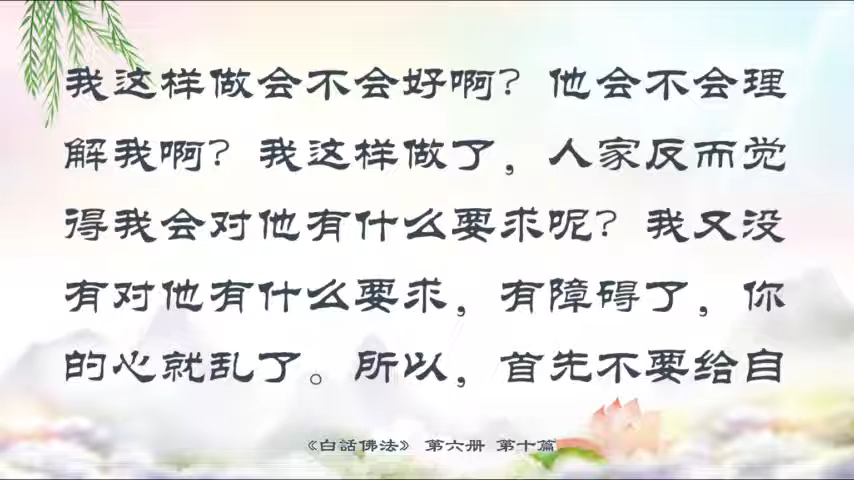 我这样做会不会好啊？他会不会理
解我啊？我这样做了，人家反而觉
得我会对他有什么要求呢？我又没
有对他有什么要求，有障碍了，你
的心就乱了。所以，首先不要给自
《白話佛法》 第六册 第十篇